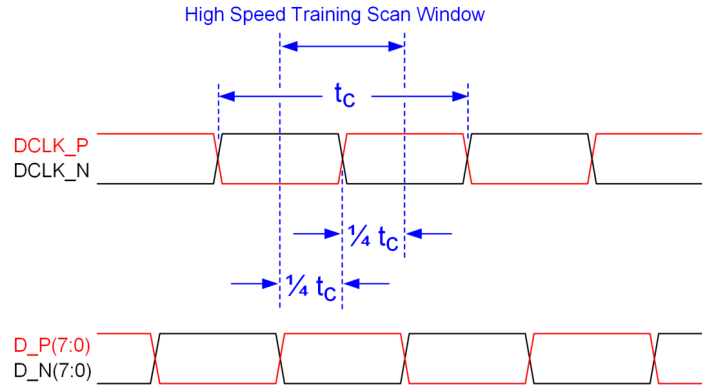 High Speed Training Scan Window
tc
DCLK_P
DCLK_N
¼ tc
¼ tc
D_P(7:0)
D_N(7:0)